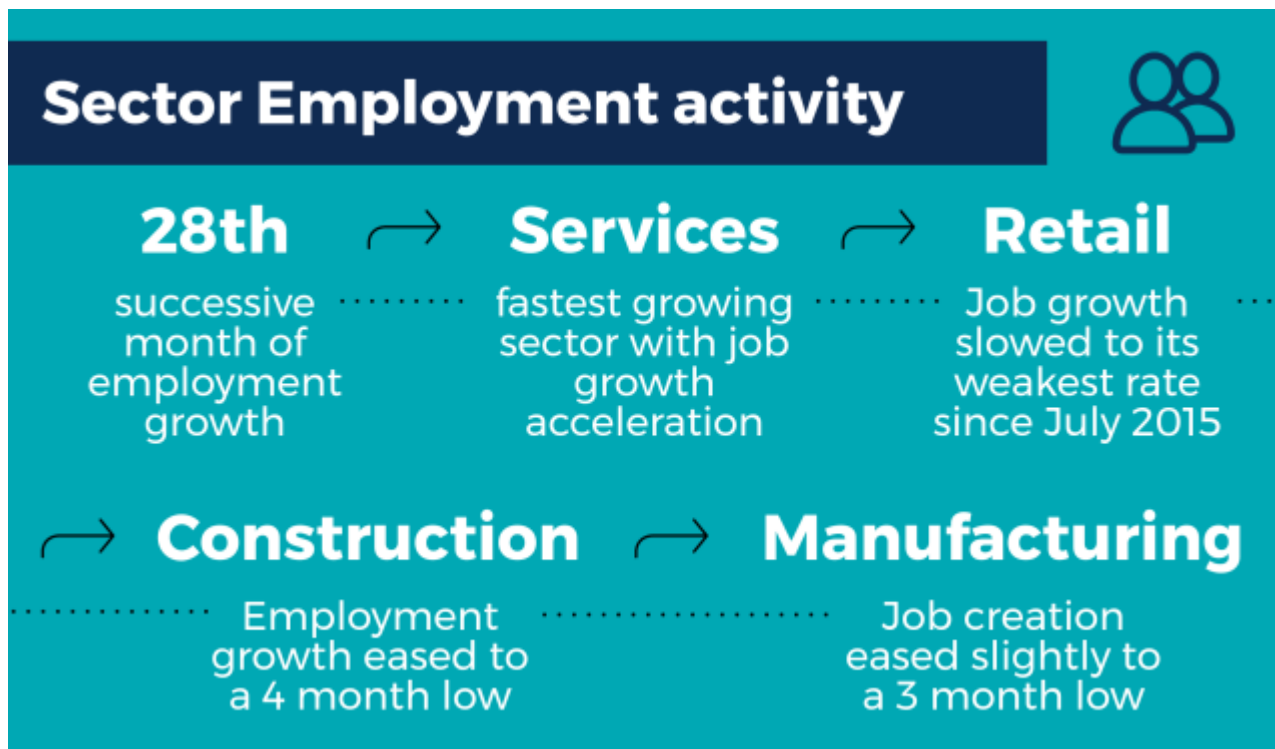 Sector Employment activity
28th
successive
month of
employment
growth
Services
fastest growing
sector with job
growth
acceleration
Retail
Job growth
slowed to its
weakest rate
since July 2015
Construction
Employment
growth eased to
a 4 month low
Manufacturing
Job creation
eased slightly to
a 3 month low